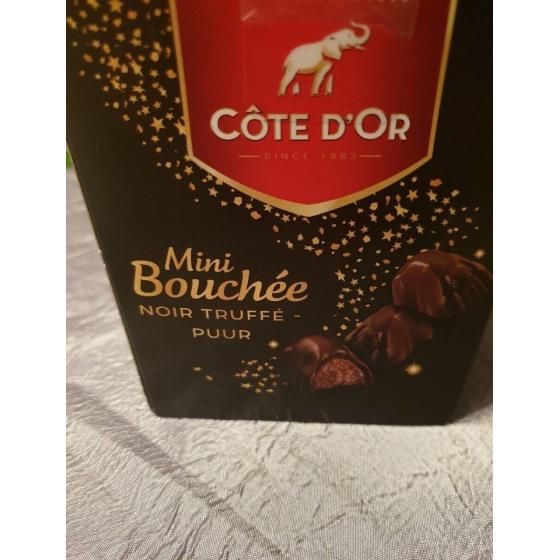 CÔTE D'OR
SINCE 1883
Mini
Bouchée
NOIR TRUFFÉ -
PUUR